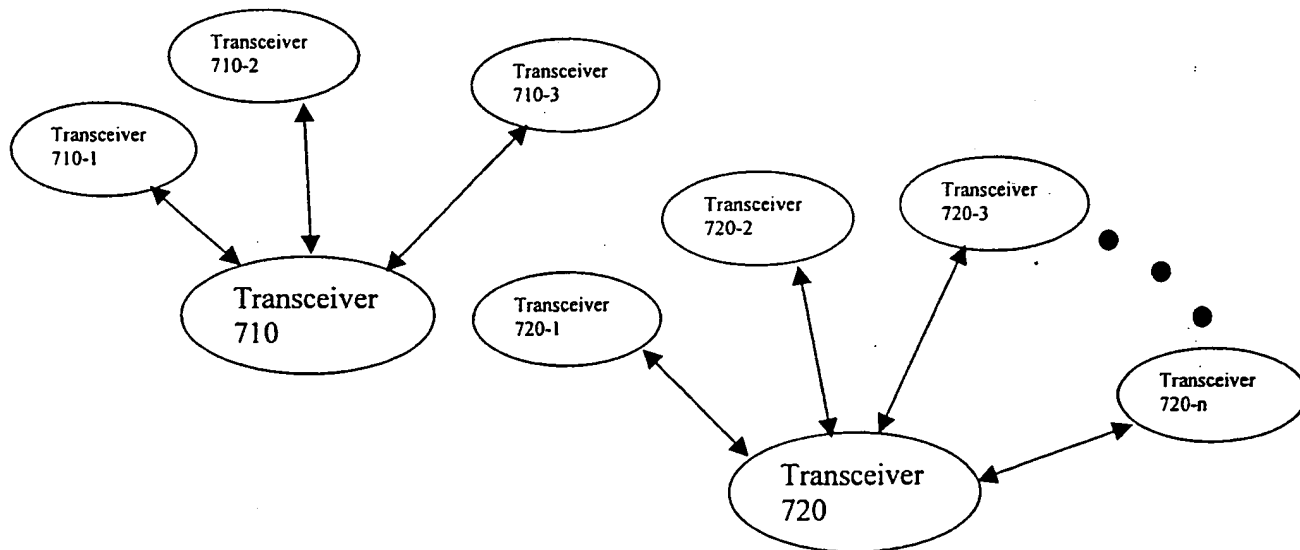 Transceiver
710-2
Transceiver
710-3
Transceiver
710-1
Transceiver
720-3
Transceiver
720-2
Transceiver
710
Transceiver
720-1
Transceiver
720-n
Transceiver
720